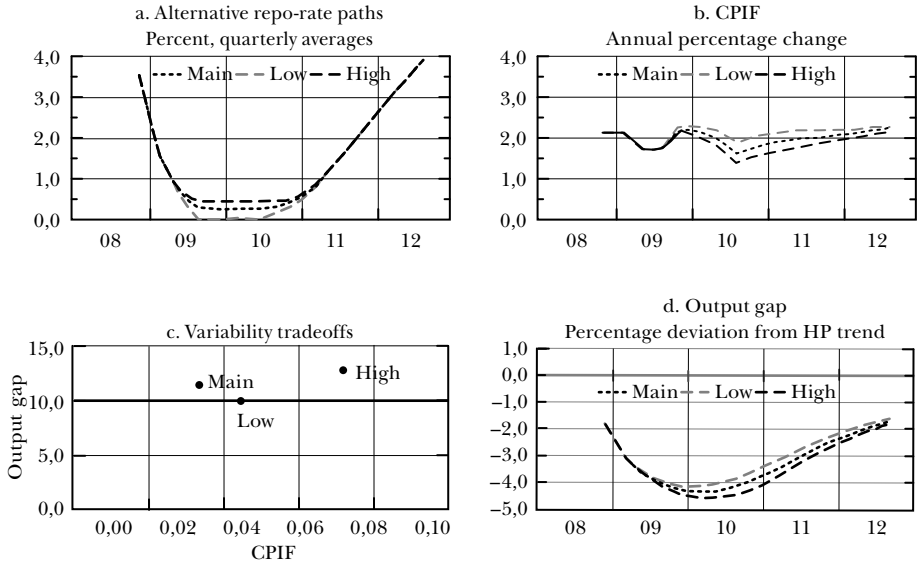 a. Alternative repo-rate paths
Percent, quarterly averages
4,0
3,0
2,0
1,0
0,0
Main Low High
08 09 10 11 12
b. CPIF
Annual percentage change
4,0
3,0
2,0
1,0
0,0
Main Low High
08 09 10 11 12
c. Variability tradeoffs
Output gap
15,0
10,0
5,0
0,0
Main
High
Low
0,00 0,02 0,04 0,06 0,08 0,10
CPIF
d. Output gap
Percentage deviation from HP trend
1,0
0,0
−1,0
−2,0
−3,0
−4,0
−5,0
Main Low High
08 09 10 11 12